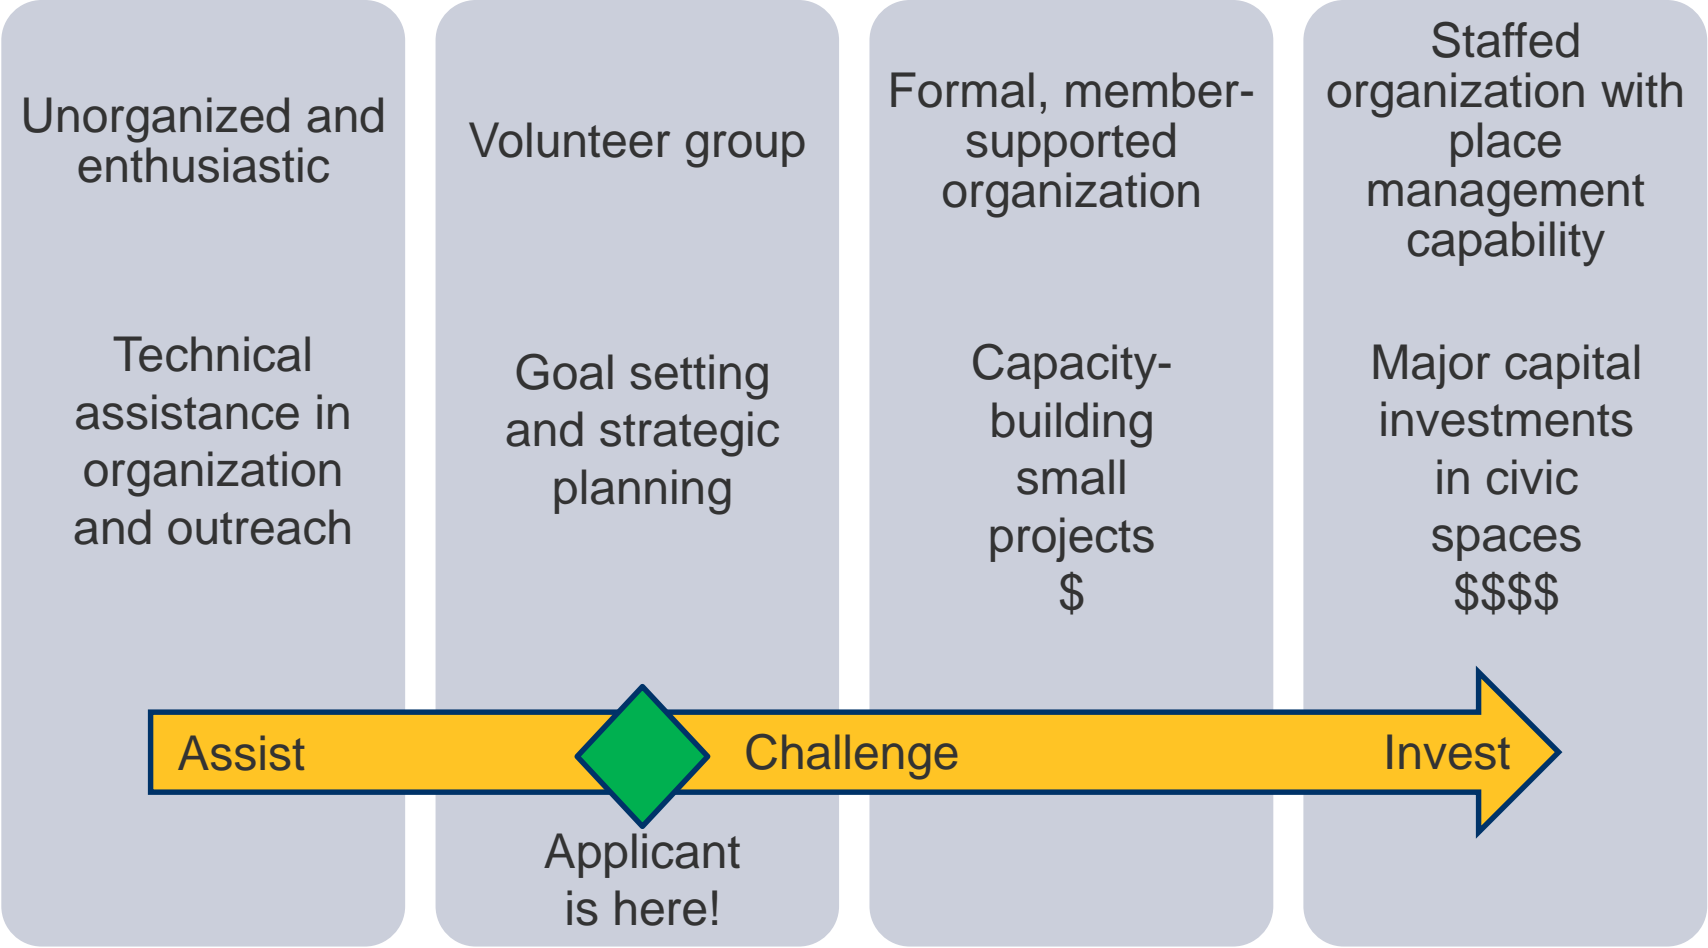 Unorganized and
enthusiastic
Technical
assistance in
organization
and outreach
Volunteer group
Goal setting
and strategic
planning
Formal, member-
supported
organization
Capacity-
building
small
projects
$
Staffed
organization with
place
management
capability
Major capital
investments
in civic
spaces
$$$$
Assist
Challenge
Invest
Applicant
is here!